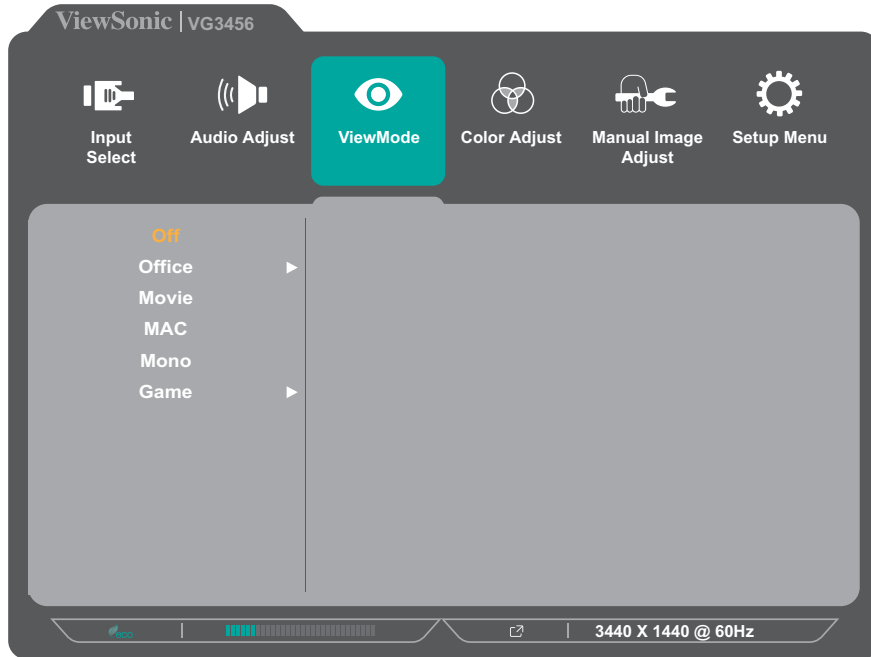 ViewSonic | VG3456
Input
Select
Audio Adjust
ViewMode
Color Adjust
Manual Image
Adjust
Setup Menu
Off
Office
Movie
MAC
Mono
Game
eco
3440 X 1440 @ 60Hz